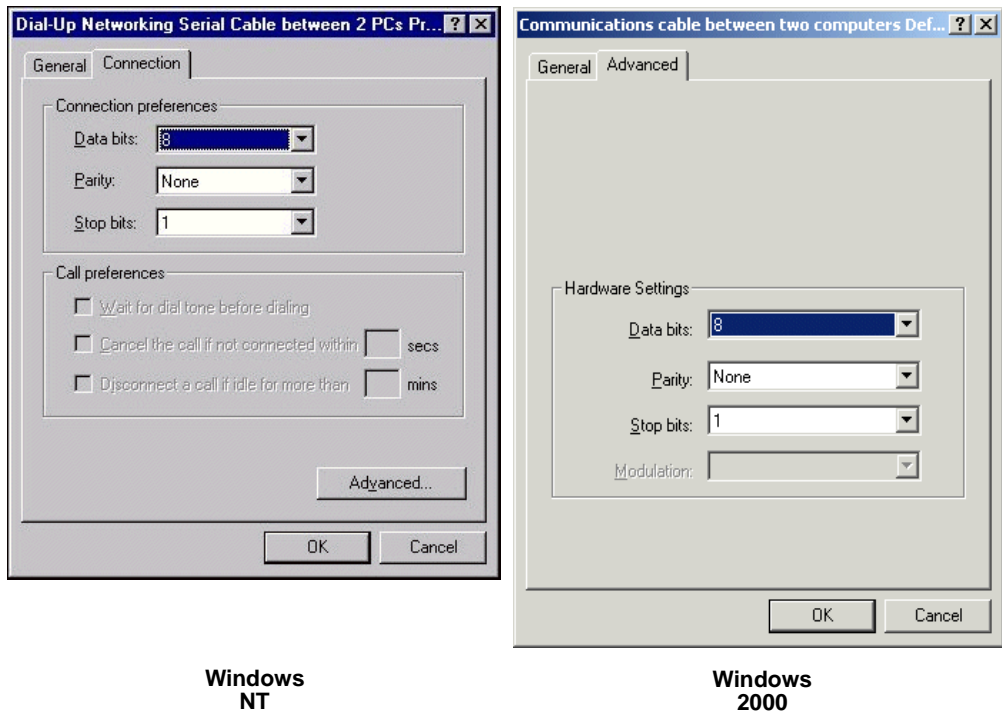 Dial-Up Networking Serial Cable between 2 PCs Pr...
General Connection
Connection preferences
Data bits: 8
Parity: None
Stop bits: 1
Call preferences
Wait for dial tone before dialing
Cancel the call if not connected within secs
Disconnect a call if idle for more than mins
Advanced...
OK Cancel
Windows
NT
Communications cable between two computers Def...
General Advanced
Hardware Settings
Data bits: 8
Parity: None
Stop bits: 1
Modulation:
OK Cancel
Windows
2000